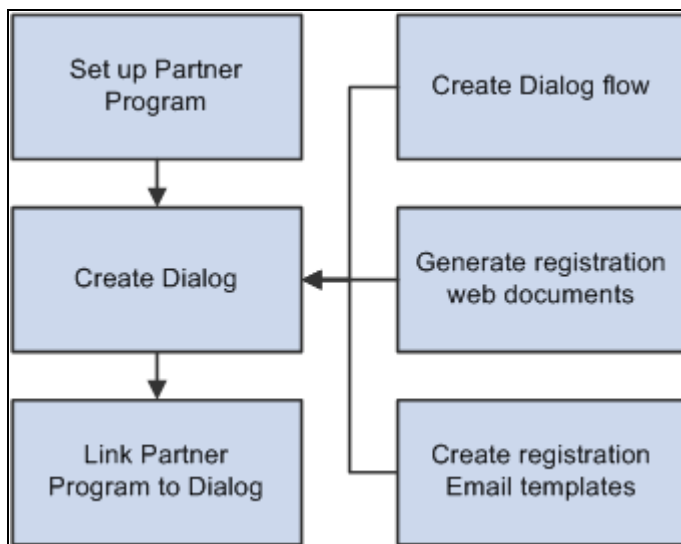 Set up Partner
Program
Create Dialog flow
Create Dialog
Generate registration
web documents
Link Partner
Program to Dialog
Create registration
Email templates